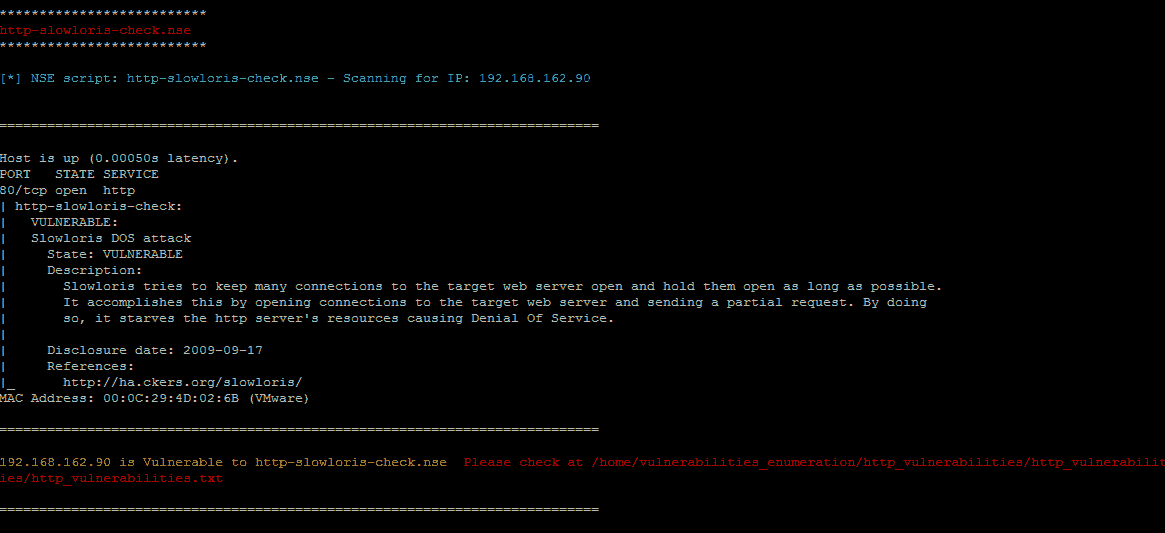 **************************
http-slowloris-check.nse
**************************
[*] NSE script: http-slowloris-check.nse - Scanning for IP: 192.168.162.90
===========================================================================
Host is up (0.00050s latency).
PORT   STATE SERVICE
80/tcp open  http
| http-slowloris-check:
|   VULNERABLE:
|   Slowloris DOS attack
|     State: VULNERABLE
|     Description:
|       Slowloris tries to keep many connections to the target web server open and hold them open as long as possible.
|       It accomplishes this by opening connections to the target web server and sending a partial request. By doing
|       so, it starves the http server's resources causing Denial Of Service.
|
|     Disclosure date: 2009-09-17
|     References:
|_      http://ha.ckers.org/slowloris/
MAC Address: 00:0C:29:4D:02:6B (VMware)
===========================================================================
192.168.162.90 is Vulnerable to http-slowloris-check.nse  Please check at /home/vulnerabilities_enumeration/http_vulnerabilities/http_vulnerabilit
ies/http_vulnerabilities.txt
===========================================================================